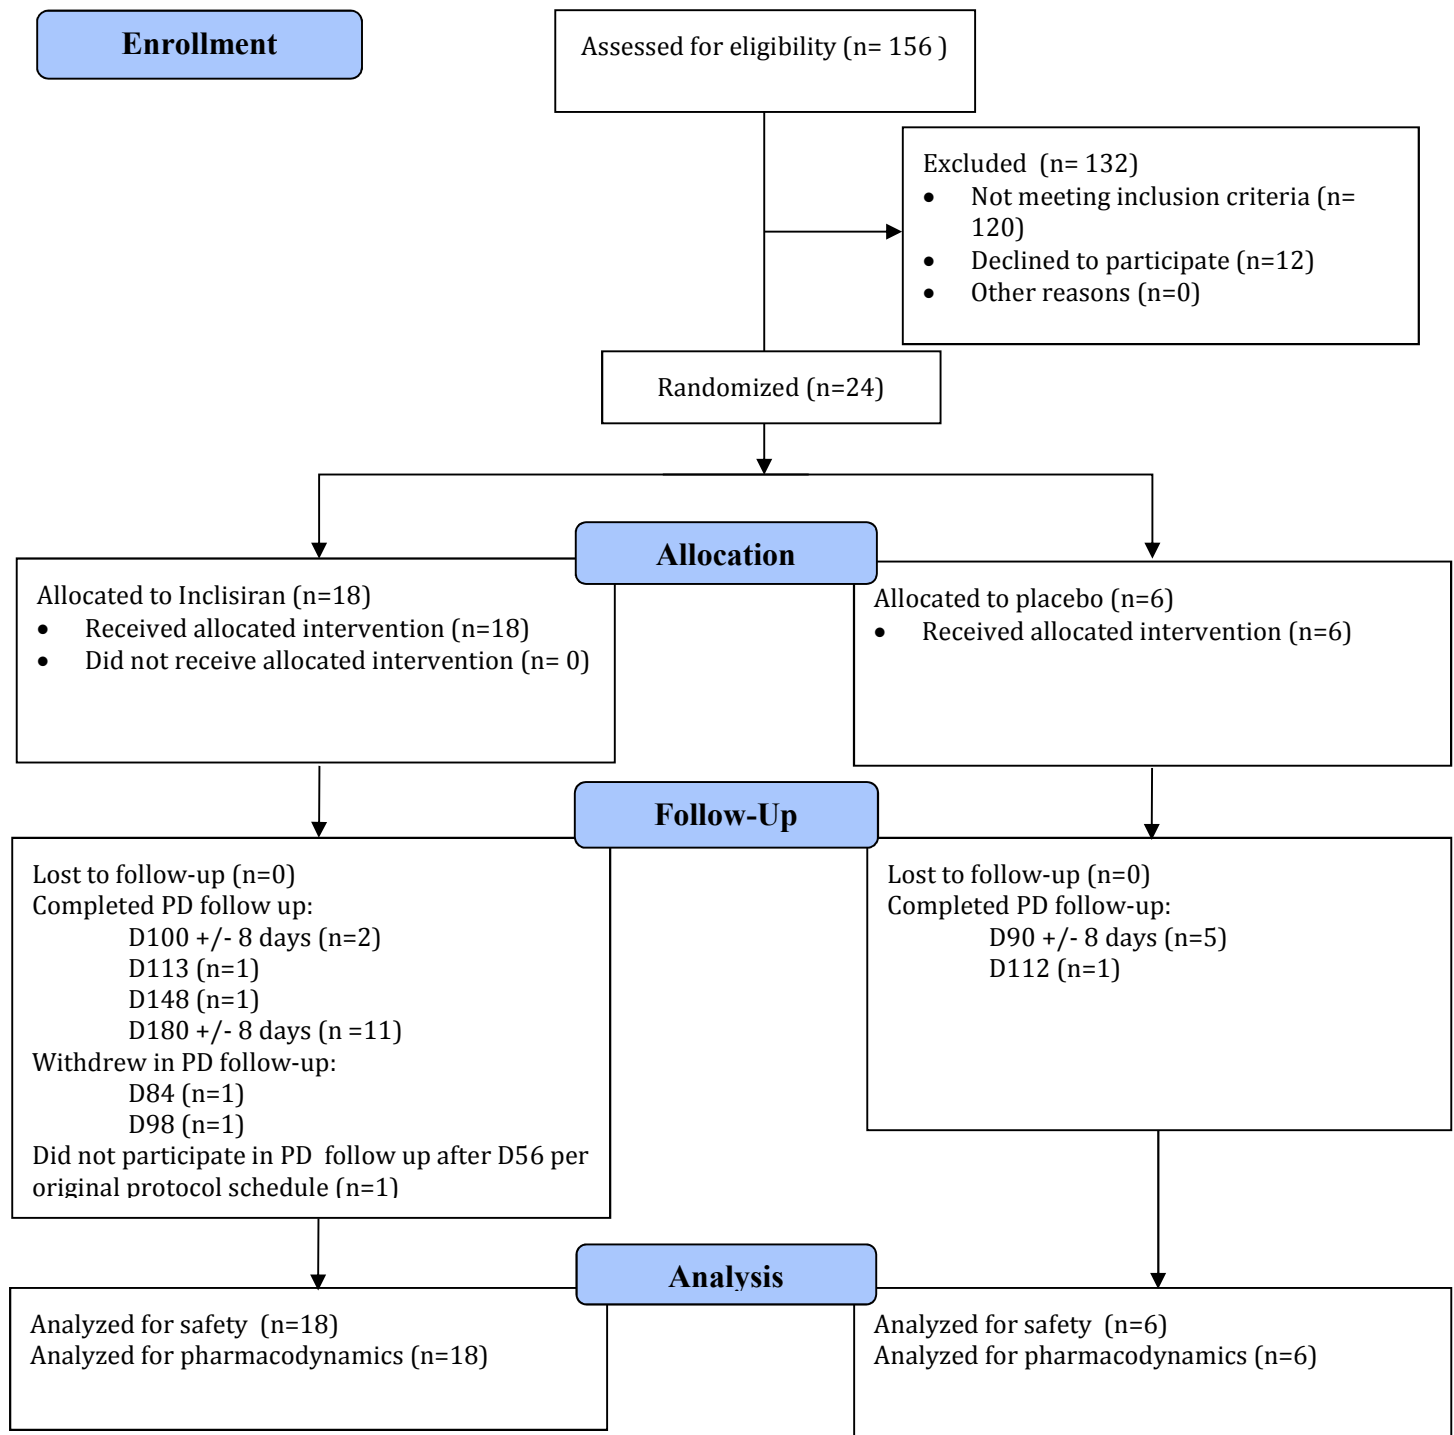 Enrollment
Assessed for eligibility (n= 156 )
Excluded  (n= 132)
•	Not meeting inclusion criteria (n=
120)
•	Declined to participate (n=12)
•	Other reasons (n=0)
Randomized (n=24)
Allocation
Allocated to Inclisiran (n=18)
•	Received allocated intervention (n=18)
•	Did not receive allocated intervention (n= 0)
Allocated to placebo (n=6)
•	Received allocated intervention (n=6)
Follow-Up
Lost to follow-up (n=0)
Completed PD follow up:
D100 +/- 8 days (n=2)
D113 (n=1)
D148 (n=1)
D180 +/- 8 days (n =11)
Withdrew in PD follow-up:
D84 (n=1)
D98 (n=1)
Did not participate in PD  follow up after D56 per
original protocol schedule (n=1)
Lost to follow-up (n=0)
Completed PD follow-up:
D90 +/- 8 days (n=5)
D112 (n=1)
Analysis
Analyzed for safety  (n=18)
Analyzed for pharmacodynamics (n=18)
Analyzed for safety  (n=6)
Analyzed for pharmacodynamics (n=6)